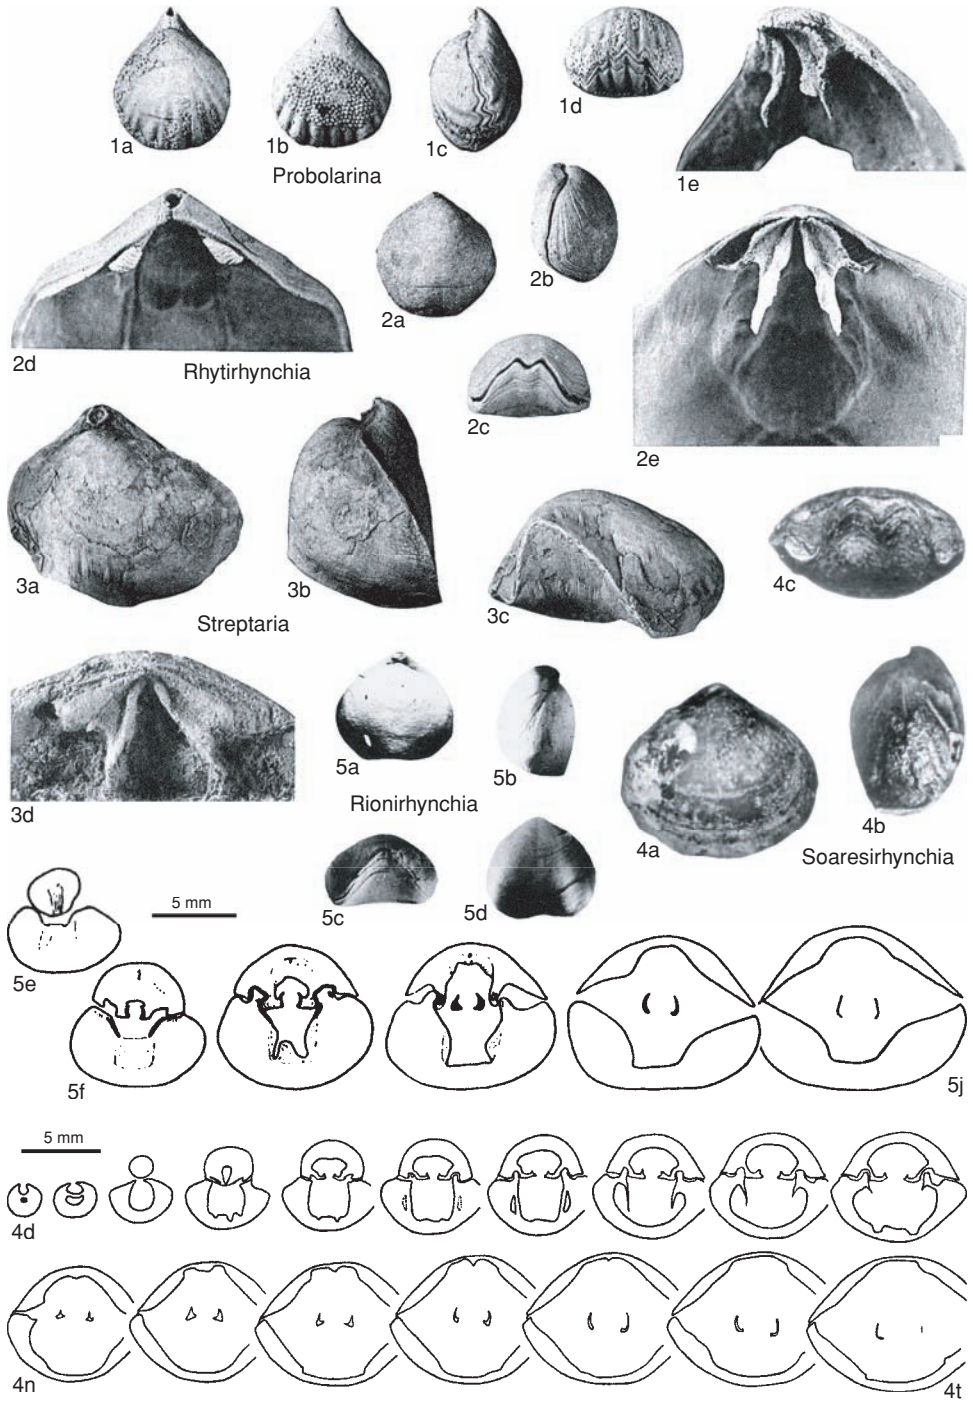 1a
1b
1c
1d
1e
Probolarina
2a
2b
2d
Rhytirhynchia
2c
2e
3a
3b
3c
4c
Streptaria
3d
5a
5b
Rionirhynchia
4a
4b
Soaresirhynchia
5c
5d
5e
5 mm
5f
5j
5 mm
4d
4n
4t